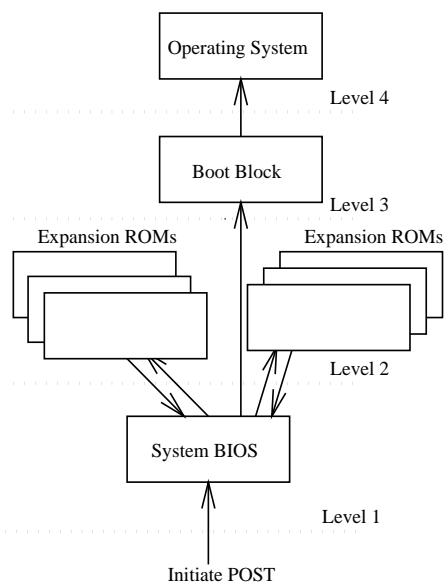 Operating System
Level 4
Boot Block
Level 3
Expansion ROMs
Expansion ROMs
Level 2
System BIOS
Level 1
Initiate POST